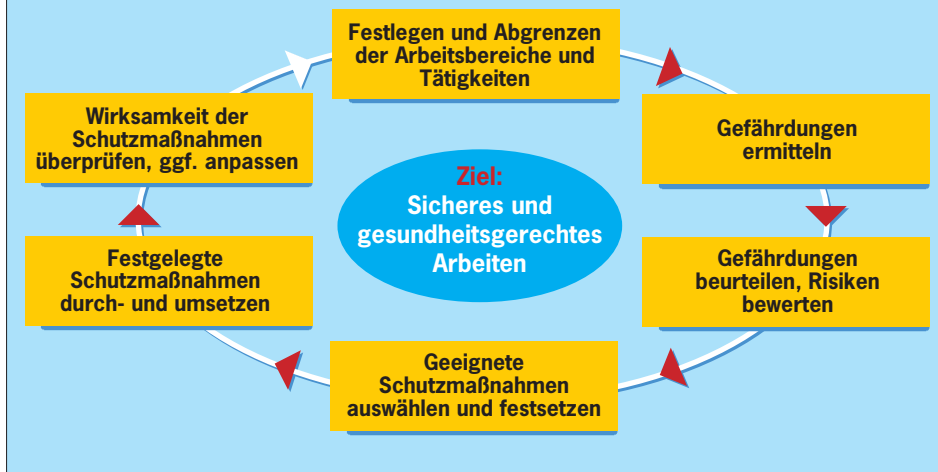 Festlegen und Abgrenzen
der Arbeitsbereiche und
Tätigkeiten
Gefährdungen
ermitteln
Gefährdungen
beurteilen, Risiken
bewerten
Geeignete
Schutzmaßnahmen
auswählen und festsetzen
Festgelegte
Schutzmaßnahmen
durch- und umsetzen
Wirksamkeit der
Schutzmaßnahmen
überprüfen, ggf. anpassen
Ziel:
Sicheres und
gesundheitsgerechtes
Arbeiten